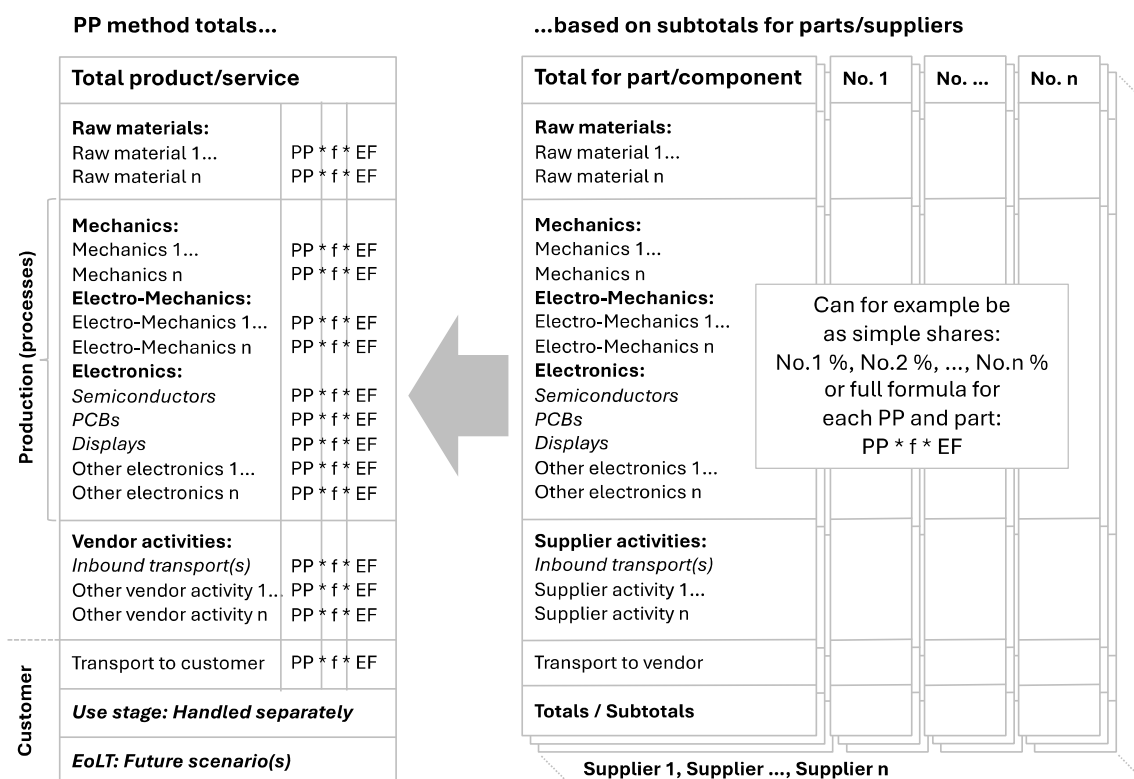 PP method totals...
Total product/service
Raw materials:
Raw material 1... PP * f * EF
Raw material n PP * f * EF
Production (processes)
Mechanics:
Mechanics 1... PP * f * EF
Mechanics n PP * f * EF
Electro-Mechanics:
Electro-Mechanics 1... PP * f * EF
Electro-Mechanics n PP * f * EF
Electronics:
Semiconductors PP * f * EF
PCBs PP * f * EF
Displays PP * f * EF
Other electronics 1... PP * f * EF
Other electronics n PP * f * EF
Vendor activities:
Inbound transport(s) PP * f * EF
Other vendor activity 1... PP * f * EF
Other vendor activity n PP * f * EF
Customer
Transport to customer PP * f * EF
Use stage: Handled separately
EoLT: Future scenario(s)
...based on subtotals for parts/suppliers
Total for part/component No. 1 No. ... No. n
Raw materials:
Raw material 1...
Raw material n
Mechanics:
Mechanics 1...
Mechanics n
Electro-Mechanics:
Electro-Mechanics 1...
Electro-Mechanics n
Electronics:
Semiconductors
PCBs
Displays
Other electronics 1...
Other electronics n
Can for example be
as simple shares:
No.1 %, No.2 %, ..., No.n %
or full formula for
each PP and part:
PP * f * EF
Supplier activities:
Inbound transport(s)
Supplier activity 1...
Supplier activity n
Transport to vendor
Totals / Subtotals
Supplier 1, Supplier ..., Supplier n